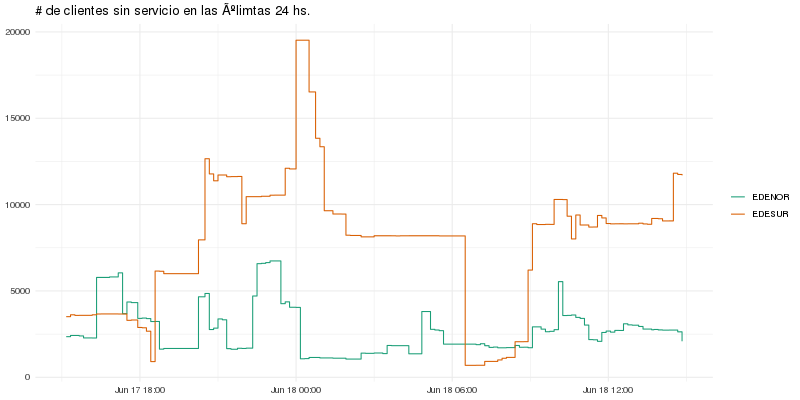 # de clientes sin servicio en las Ãºlimtas 24 hs.
20000
15000
10000
5000
0
Jun 17 18:00
Jun 18 00:00
Jun 18 06:00
Jun 18 12:00
EDENOR
EDESUR